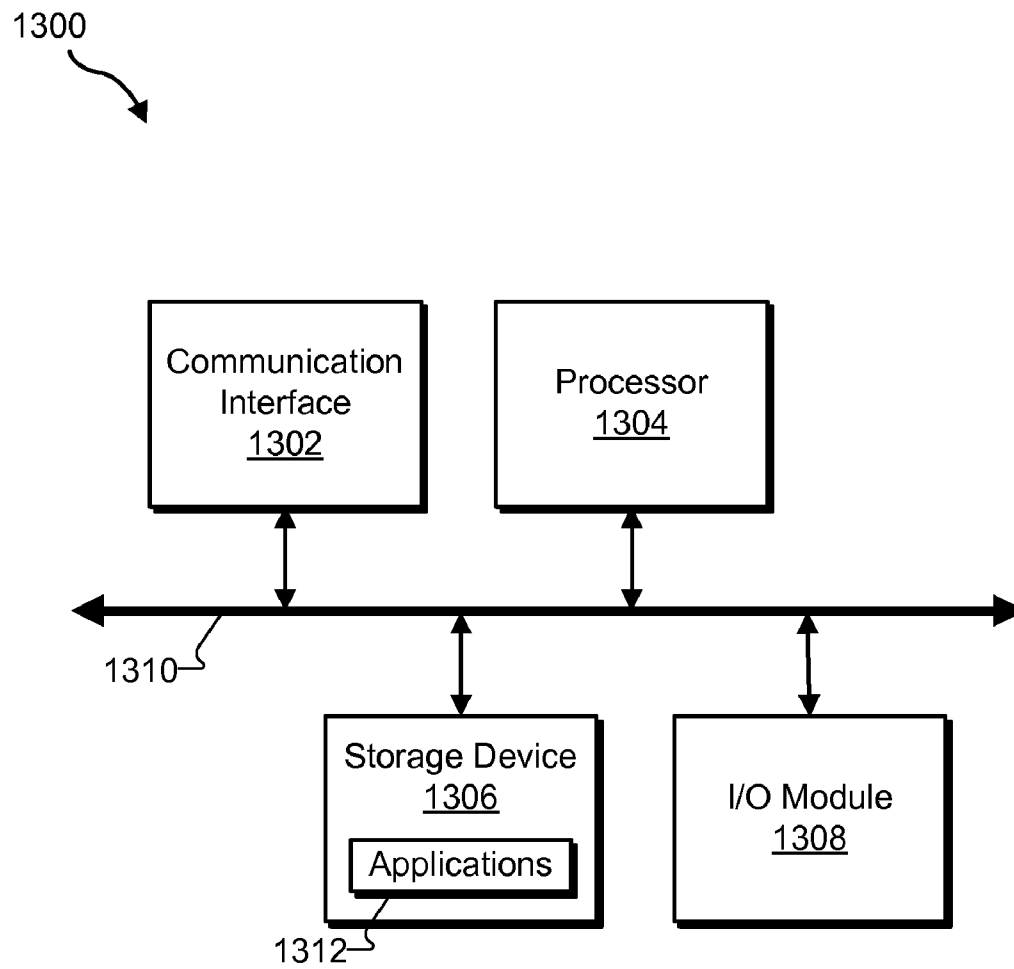 1300
Communication
Interface
1302
Processor
1304
1310
Storage Device
1306
Applications
1312
I/O Module
1308